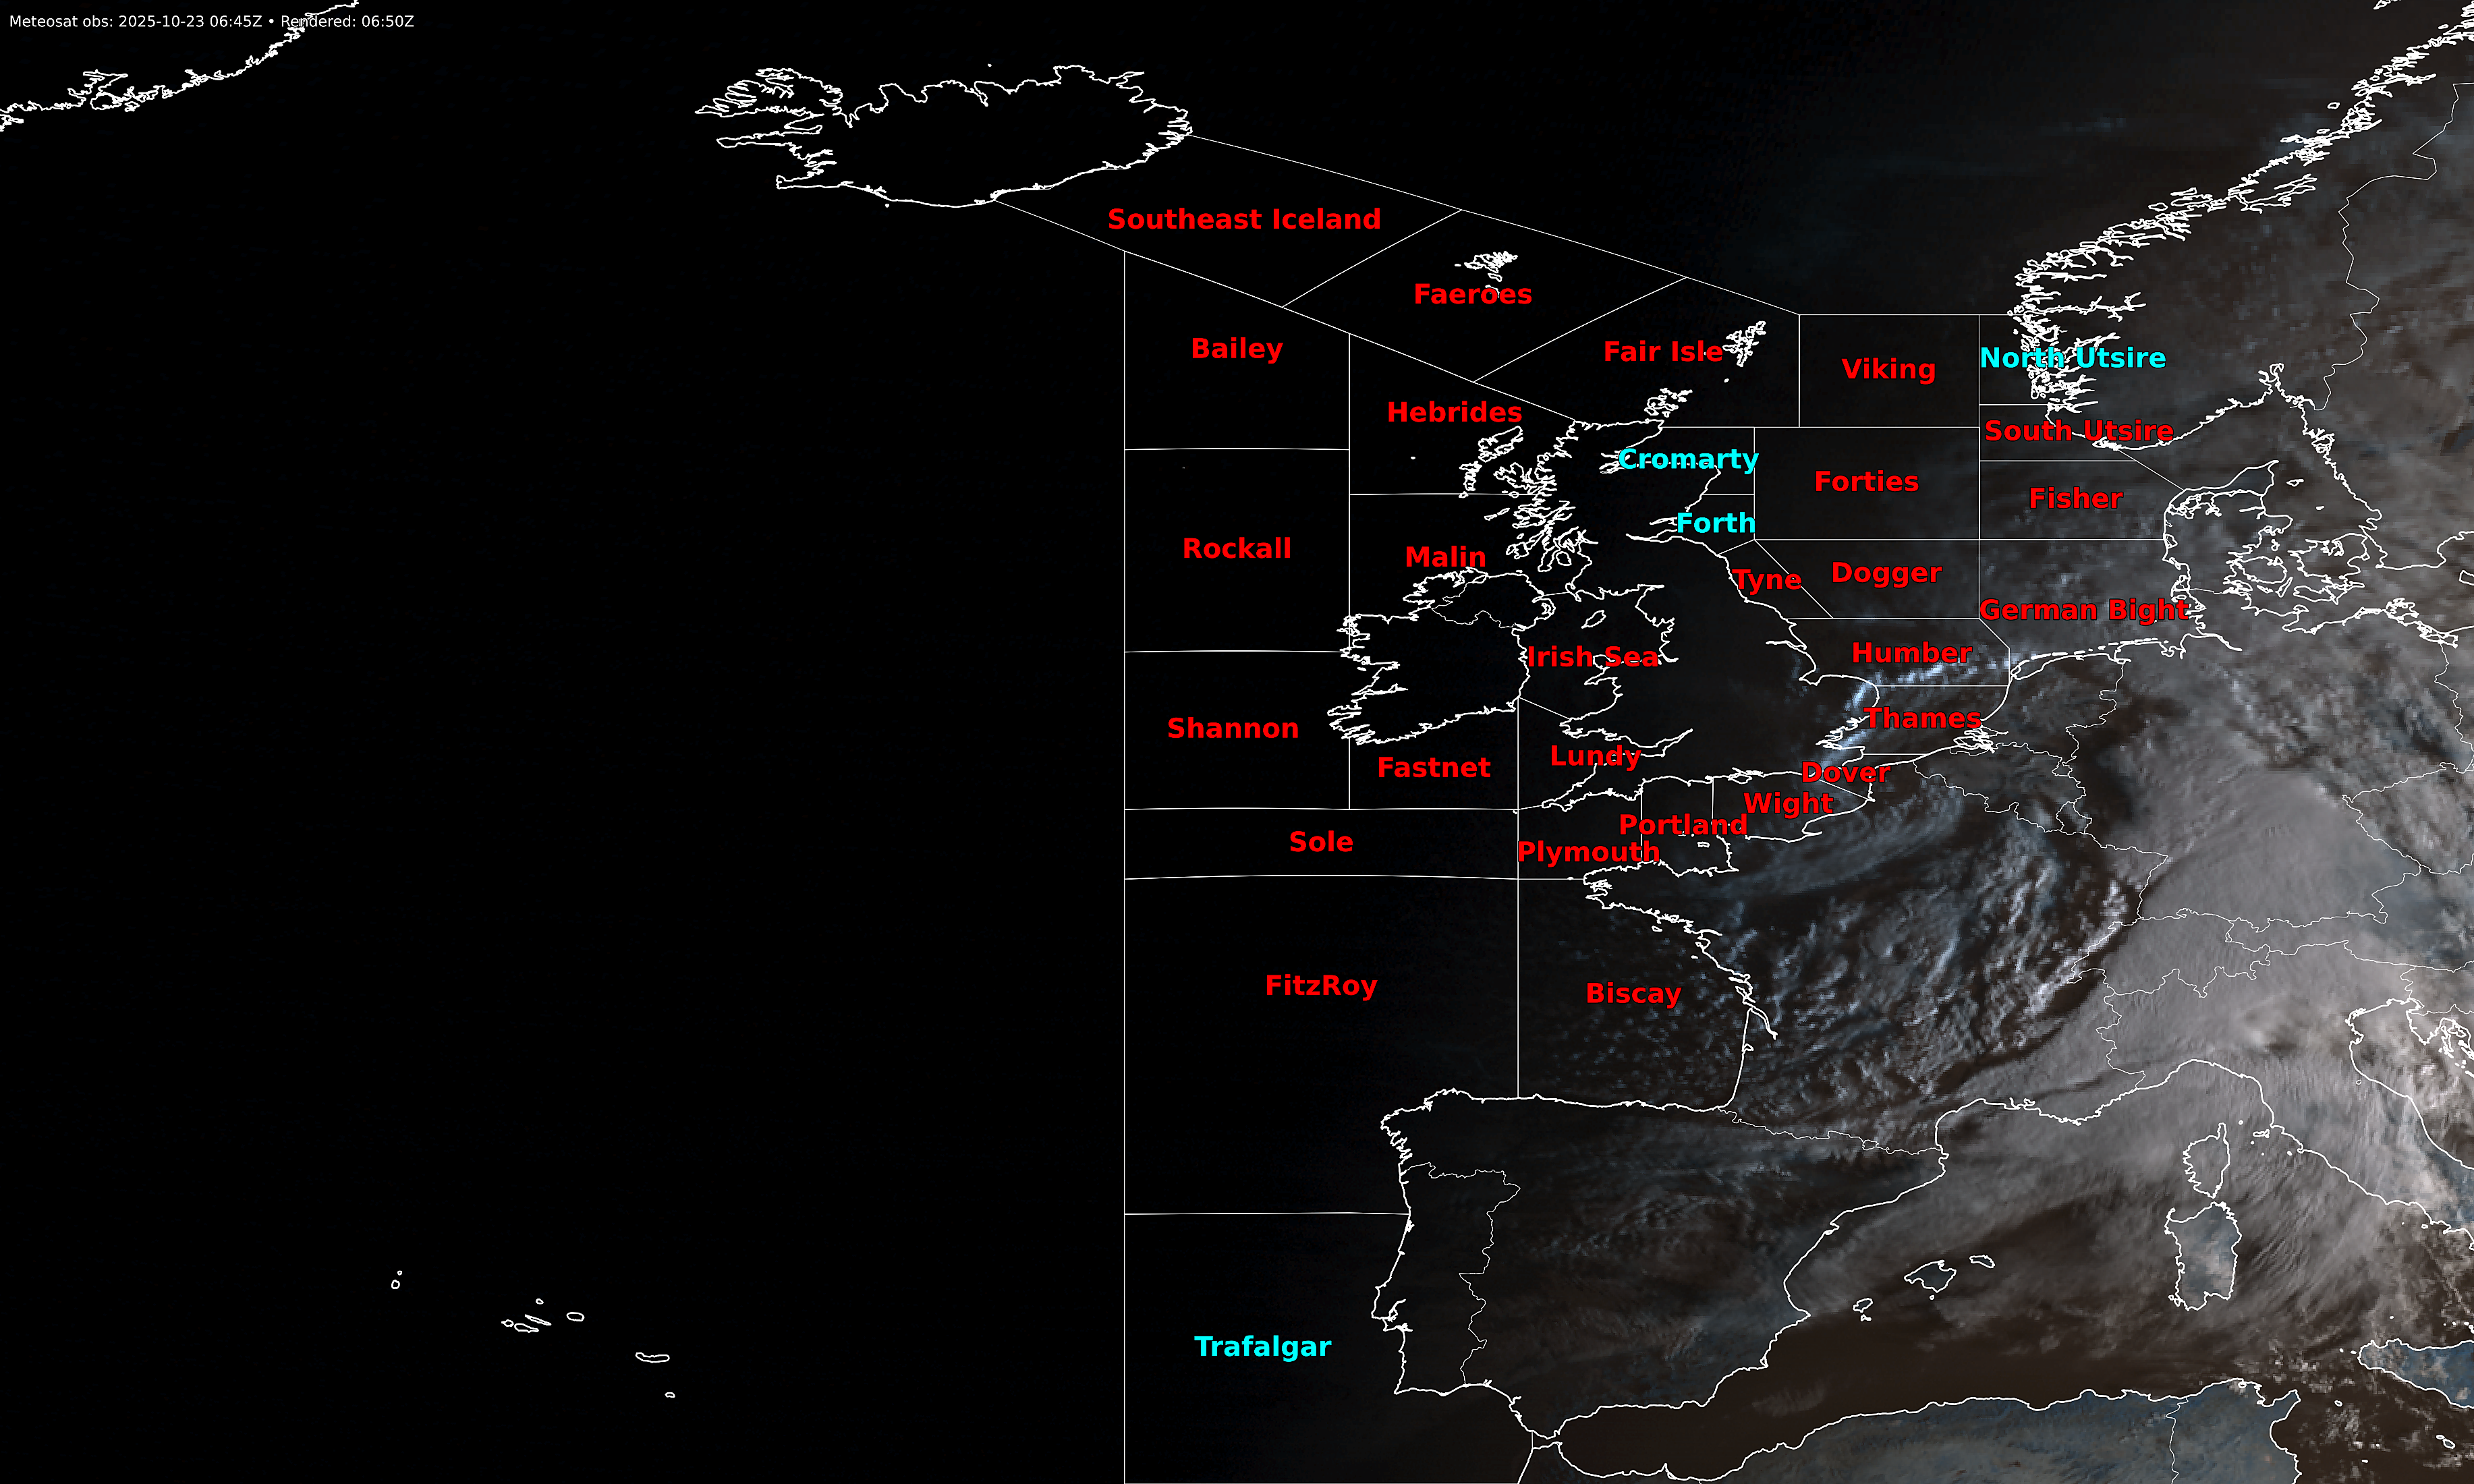 Meteosat obs: 2025-10-23 06:45Z • Rendered: 06:50Z
Southeast Iceland
Faeroes
Bailey
Fair Isle
Viking
North Utsire
Hebrides
South Utsire
Cromarty
Forties
Fisher
Forth
Rockall
Malin
Tyne
Dogger
German Bight
Irish Sea
Humber
Thames
Shannon
Lundy
Fastnet
Dover
Wight
Portland
Sole
Plymouth
FitzRoy
Biscay
Trafalgar